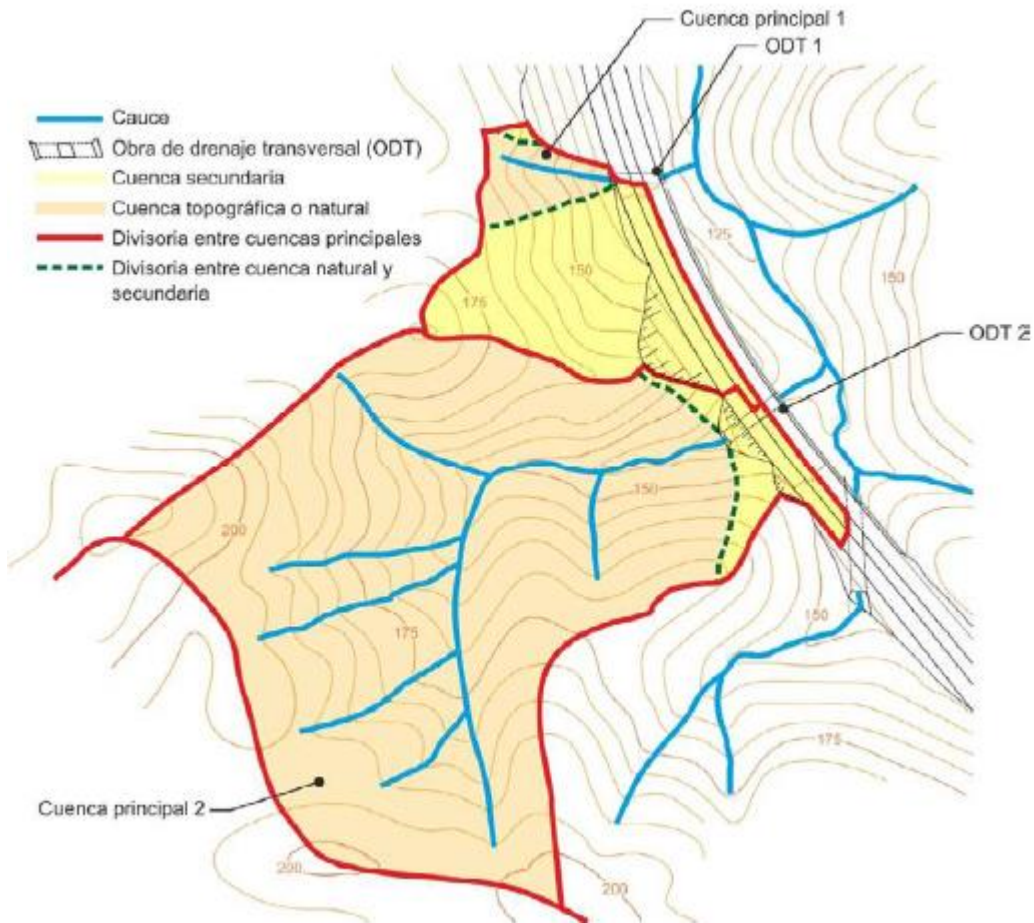 Cuenca principal 1
ODT 1
Cauce
Obra de drenaje transversal (ODT)
Cuenca secundaria
Cuenca topográfica o natural
Divisoria entre cuencas principales
Divisoria entre cuenca natural y
secundaria
125
150
150
175
ODT 2
150
200
150
175
175
Cuenca principal 2
200
200